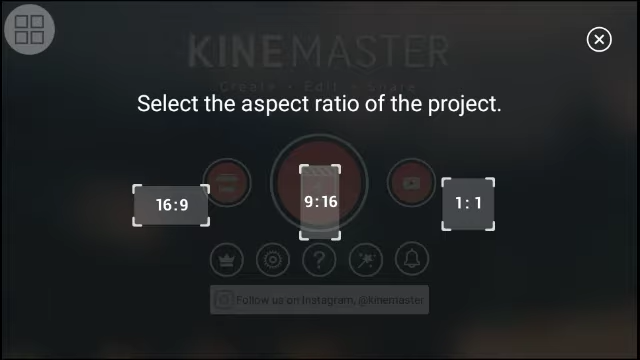 KINEMASTER
Create • Edit • Share
Select the aspect ratio of the project.
16:9
9:16
1:1
?
Follow us on Instagram, @kinemaster